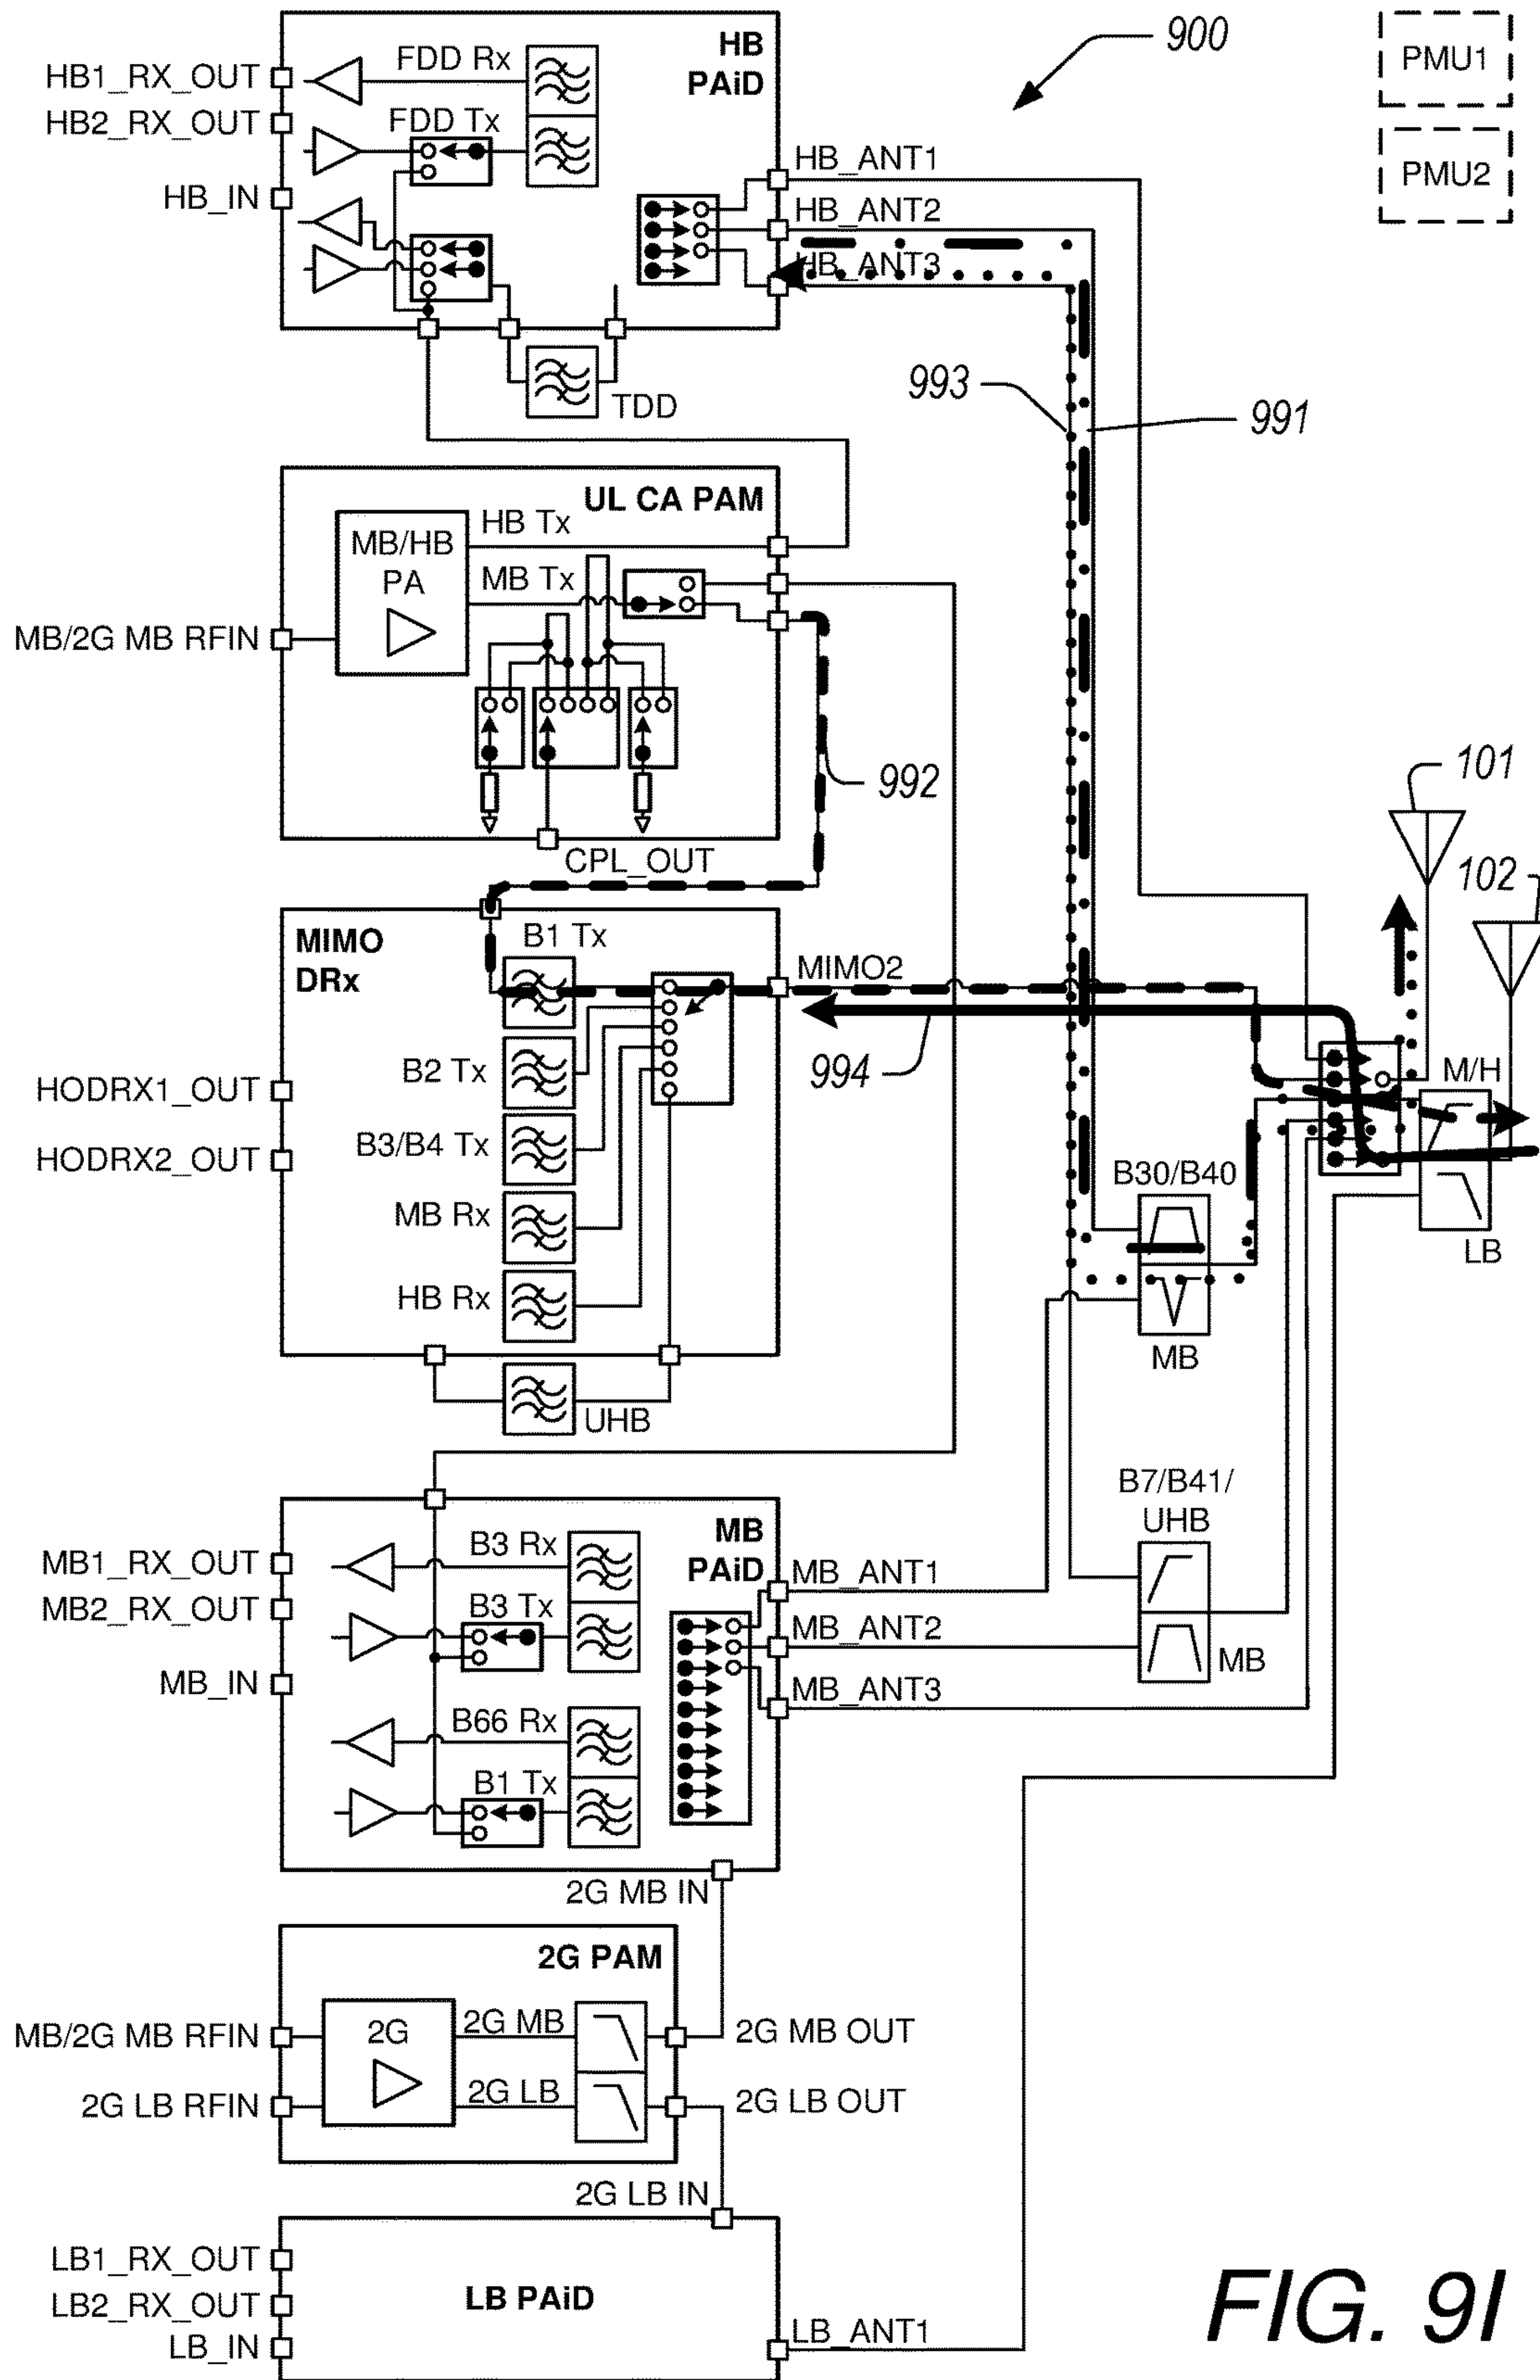 HB
PAiD
900
PMU1
PMU2
HB1_RX_OUT
FDD Rx
HB2_RX_OUT
FDD Tx
HB_IN
HB_ANT1
HB_ANT2
HB_ANT3
TDD
993
991
UL CA PAM
HB Tx
MB/HB
PA
MB Tx
MB/2G MB RFIN
992
CPL_OUT
101
102
MIMO
DRx
B1 Tx
MIMO2
994
B2 Tx
M/H
HODRX1_OUT
B3/B4 Tx
HODRX2_OUT
B30/B40
MB Rx
LB
HB Rx
MB
UHB
B7/B41/
UHB
MB
PAiD
B3 Rx
MB1_RX_OUT
MB_ANT1
MB2_RX_OUT
B3 Tx
MB_ANT2
MB
MB_IN
MB_ANT3
B66 Rx
B1 Tx
2G MB IN
2G PAM
MB/2G MB RFIN
2G
2G MB
2G MB OUT
2G LB RFIN
2G LB
2G LB OUT
2G LB IN
LB1_RX_OUT
LB2_RX_OUT
LB PAiD
LB_IN
LB_ANT1
FIG. 9I